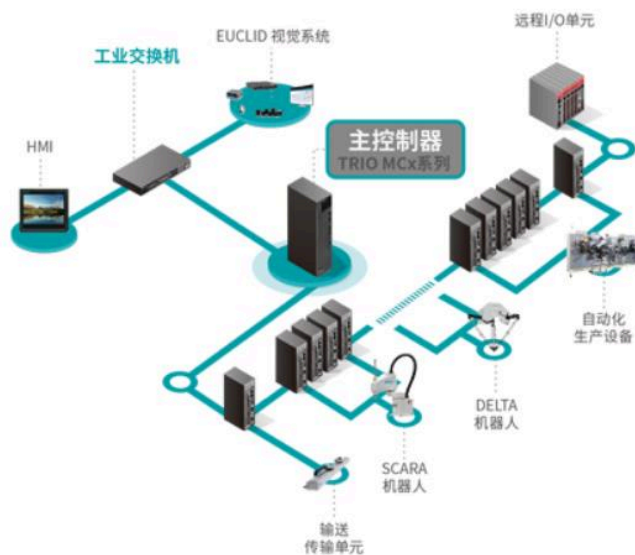 远程I/O单元
EUCLID 视觉系统
工业交换机
主控制器
TRIO MCx系列
HMI
自动化
生产设备
DELTA
机器人
SCARA
机器人
输送
传输单元